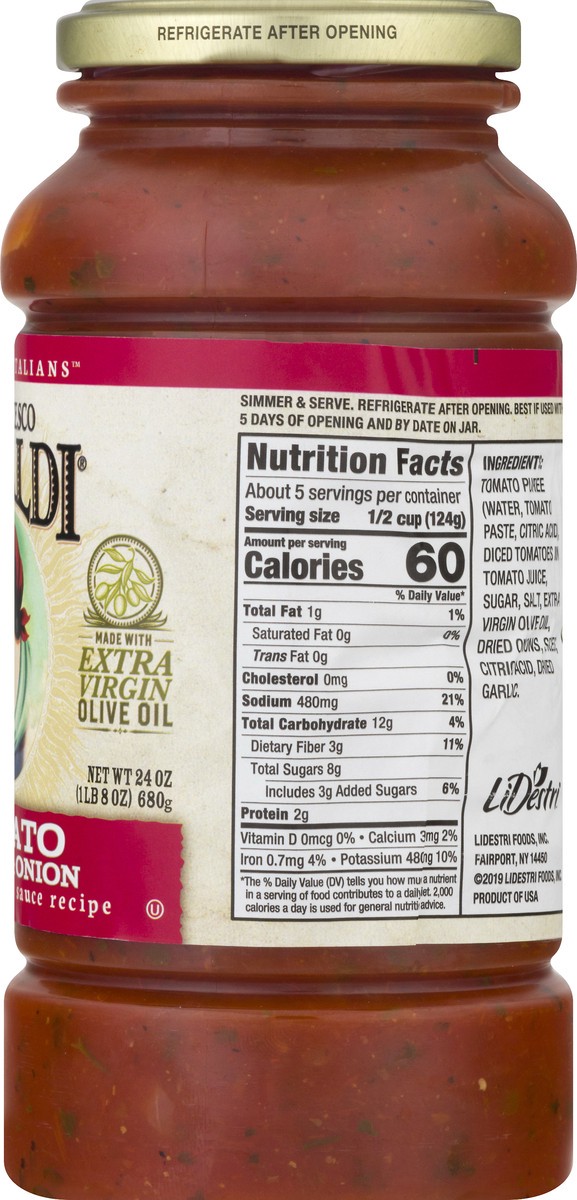 REFRIGERATE AFTER OPENING
TALIANS™
ESCO
LDI®
MADE WITH
EXTRA
VIRGIN
OLIVE OIL
NET WT 24 OZ
(1LB 8 OZ) 680g
ATO
ONION
sauce recipe
U
SIMMER & SERVE. REFRIGERATE AFTER OPENING. BEST IF USED WITH
5 DAYS OF OPENING AND BY DATE ON JAR.
Nutrition Facts
About 5 servings per container
Serving size 1/2 cup (124g)
Amount per serving
Calories 60
% Daily Value*
Total Fat 1g 1%
Saturated Fat 0g 0%
Trans Fat 0g
Cholesterol 0mg 0%
Sodium 480mg 21%
Total Carbohydrate 12g 4%
Dietary Fiber 3g 11%
Total Sugars 8g
Includes 3g Added Sugars 6%
Protein 2g
Vitamin D 0mcg 0% • Calcium 3mg 2%
Iron 0.7mg 4% • Potassium 480mg 10%
*The % Daily Value (DV) tells you how mu a nutrient
in a serving of food contributes to a daily diet. 2,000
calories a day is used for general nutriti advice.
INGREDIENT:
TOMATO PUREE
(WATER, TOMATO
PASTE, CITRIC ACID,
DICED TOMATOES IN
TOMATO JUICE,
SUGAR, SALT, EXTRA
VIRGIN OLIVE OIL,
DRIED
CITRIC ACID, DRIED
GARLIC.
LiDestri
LIDESTRI FOODS, INC.
FAIRPORT, NY 14450
©2019 LIDESTRI FOODS, INC.
PRODUCT OF USA